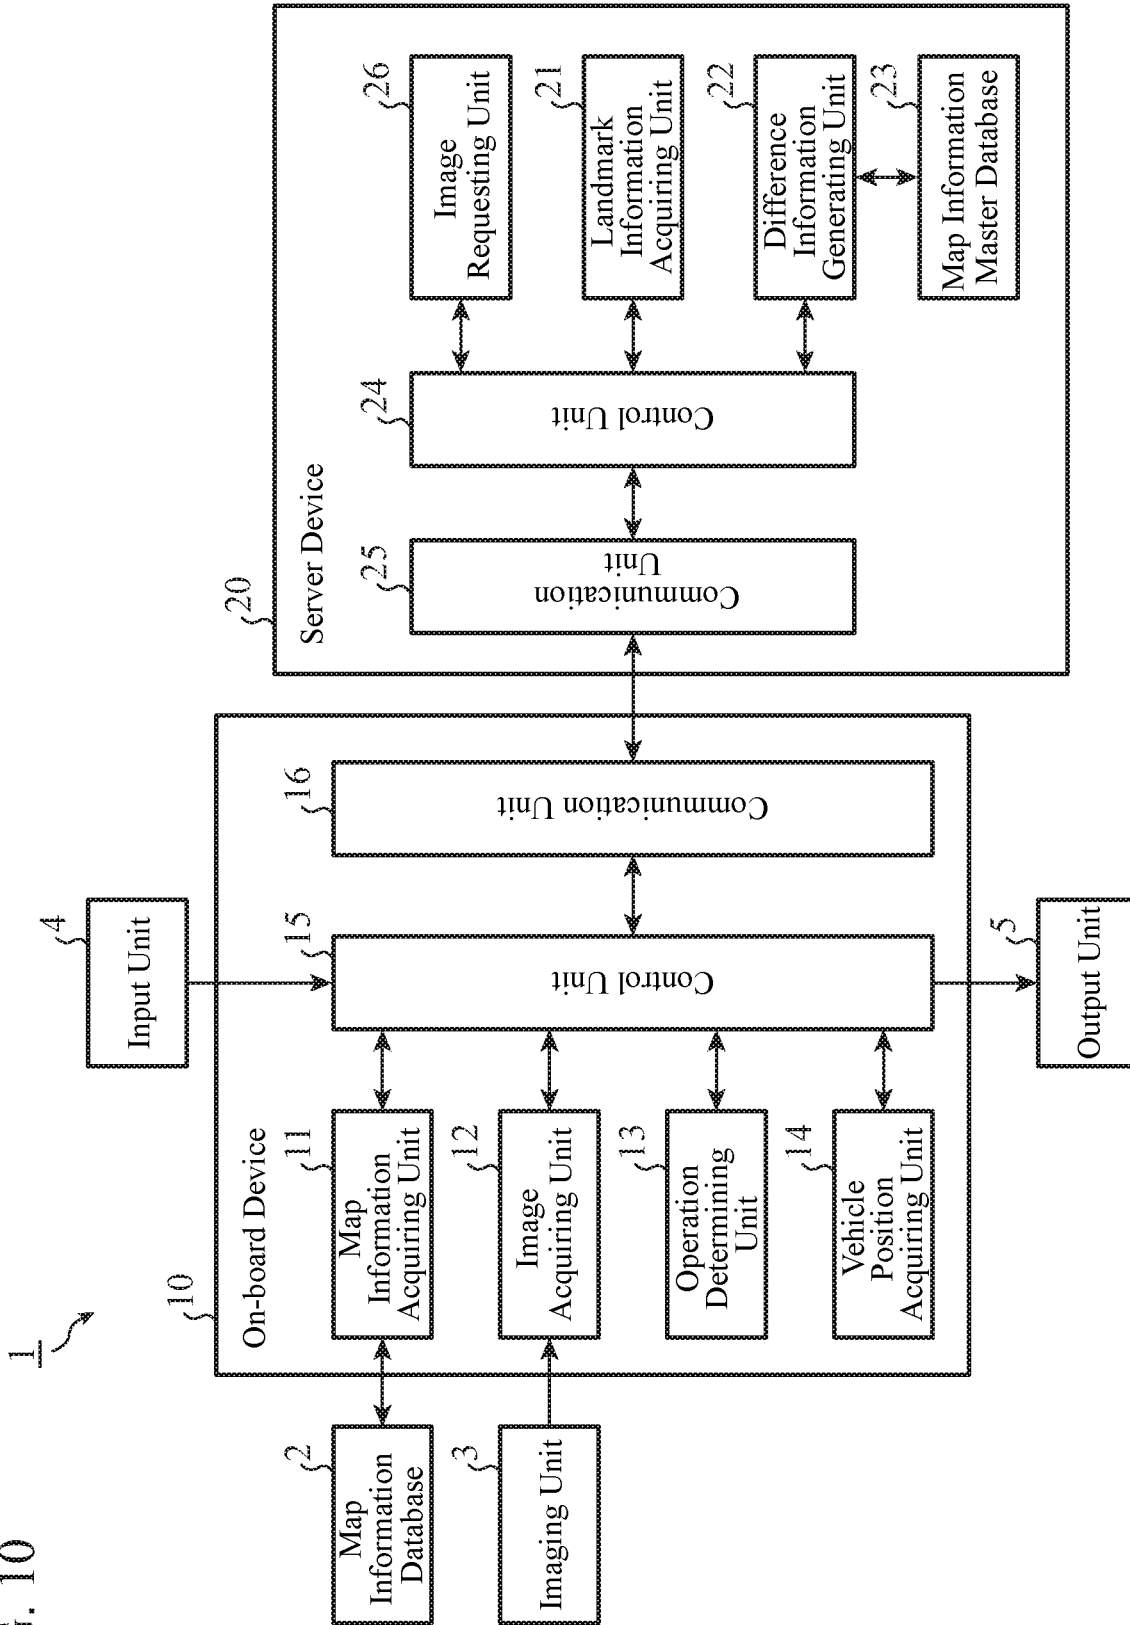 . 10
1
10
On-board Device
2
Map
Information
Database
3
Imaging Unit
11
Map
Information
Acquiring Unit
12
Image
Acquiring Unit
13
Operation
Determining
Unit
14
Vehicle
Position
Acquiring Unit
4
Input Unit
15
Control Unit
5
Output Unit
16
Communication Unit
20
Server Device
25
Communication
Unit
24
Control Unit
26
Image
Requesting Unit
21
Landmark
Information
Acquiring Unit
22
Difference
Information
Generating Unit
23
Map Information
Master Database